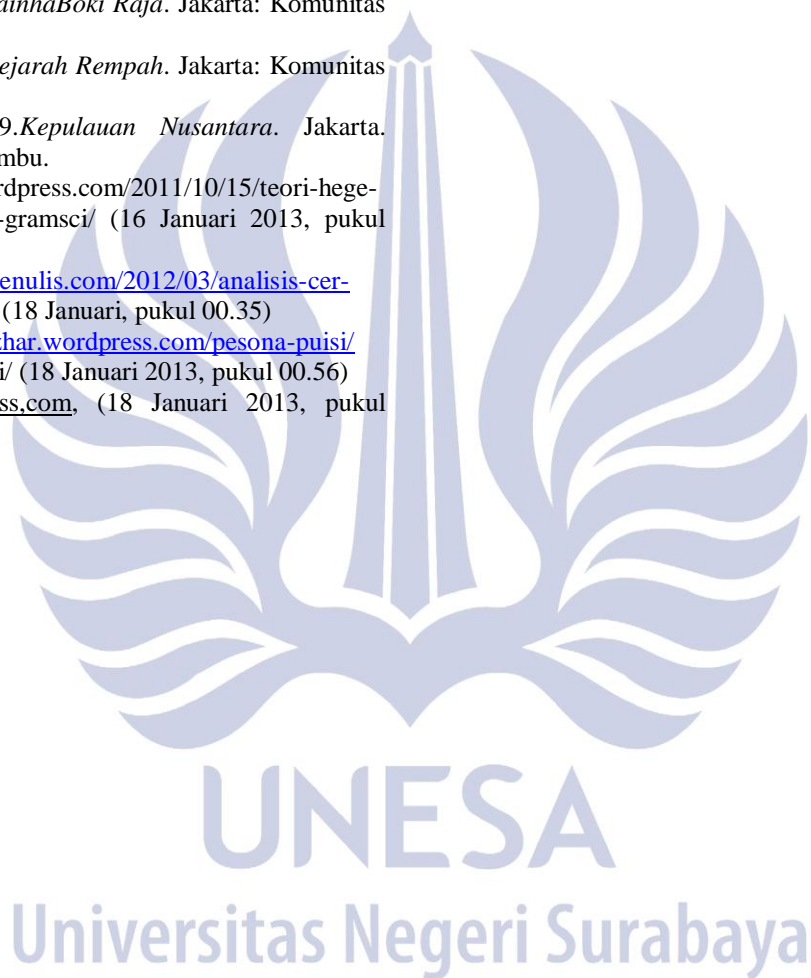 ainhaBoki Raja. Jakarta: Komunitas
ejarah Rempah. Jakarta: Komunitas
9.Kepulauan Nusantara. Jakarta.
mbu.
rdpress.com/2011/10/15/teori-hege-
-gramsci/ (16 Januari 2013, pukul
enulis.com/2012/03/analisis-cer-
(18 Januari, pukul 00.35)
zhar.wordpress.com/pesona-puisi/
i/ (18 Januari 2013, pukul 00.56)
ss,com, (18 Januari 2013, pukul
UNESA
Universitas Negeri Surabaya